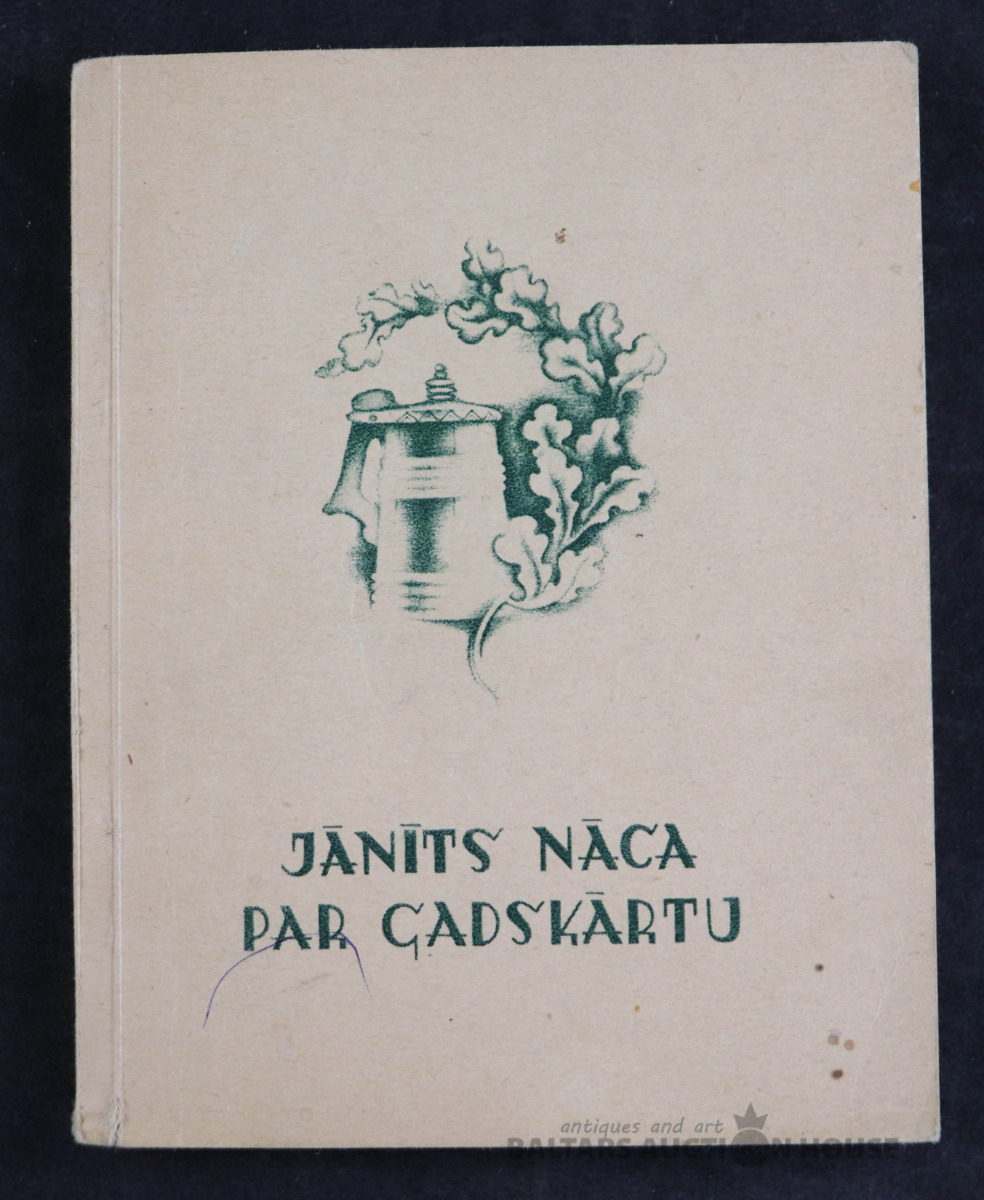 JĀNĪTS NĀCA
PAR GADSKĀRTU
antiques and art
BALTARS AUCTION HOUSE